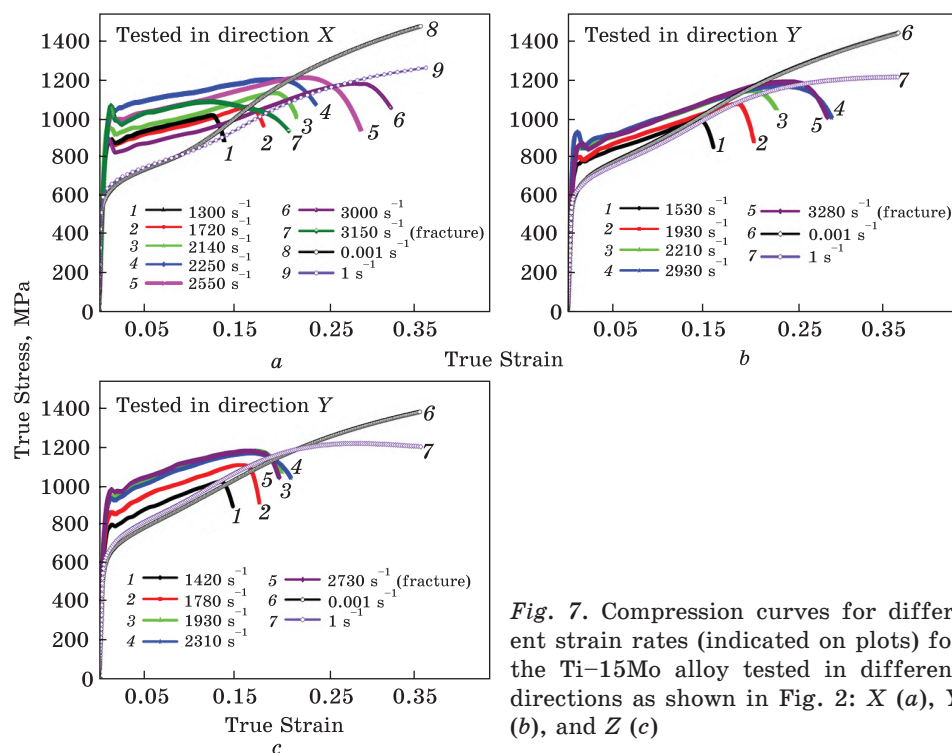 True Stress, MPa
Tested in direction X
1400
1200
1000
800
600
400
200
0
0.05
0.15
0.25
0.35
8
9
1
2
3
4
5
6
7
1 1300 s⁻¹
2 1720 s⁻¹
3 2140 s⁻¹
4 2250 s⁻¹
5 2550 s⁻¹
6 3000 s⁻¹
7 3150 s⁻¹ (fracture)
8 0.001 s⁻¹
9 1 s⁻¹
a
Tested in direction Y
1400
1200
1000
800
600
400
200
0
0.05
0.15
0.25
0.35
6
7
1
2
3
5
4
1 1530 s⁻¹
2 1930 s⁻¹
3 2210 s⁻¹
4 2930 s⁻¹
5 3280 s⁻¹ (fracture)
6 0.001 s⁻¹
7 1 s⁻¹
b
True Strain
Tested in direction Y
1400
1200
1000
800
600
400
200
0
0.05
0.15
0.25
0.35
6
7
1
2
5
3
4
1 1420 s⁻¹
2 1780 s⁻¹
3 1930 s⁻¹
4 2310 s⁻¹
5 2730 s⁻¹ (fracture)
6 0.001 s⁻¹
7 1 s⁻¹
True Strain
c
Fig. 7. Compression curves for differ
ent strain rates (indicated on plots) fo
the Ti–15Mo alloy tested in differen
directions as shown in Fig. 2: X (a), Y
(b), and Z (c)